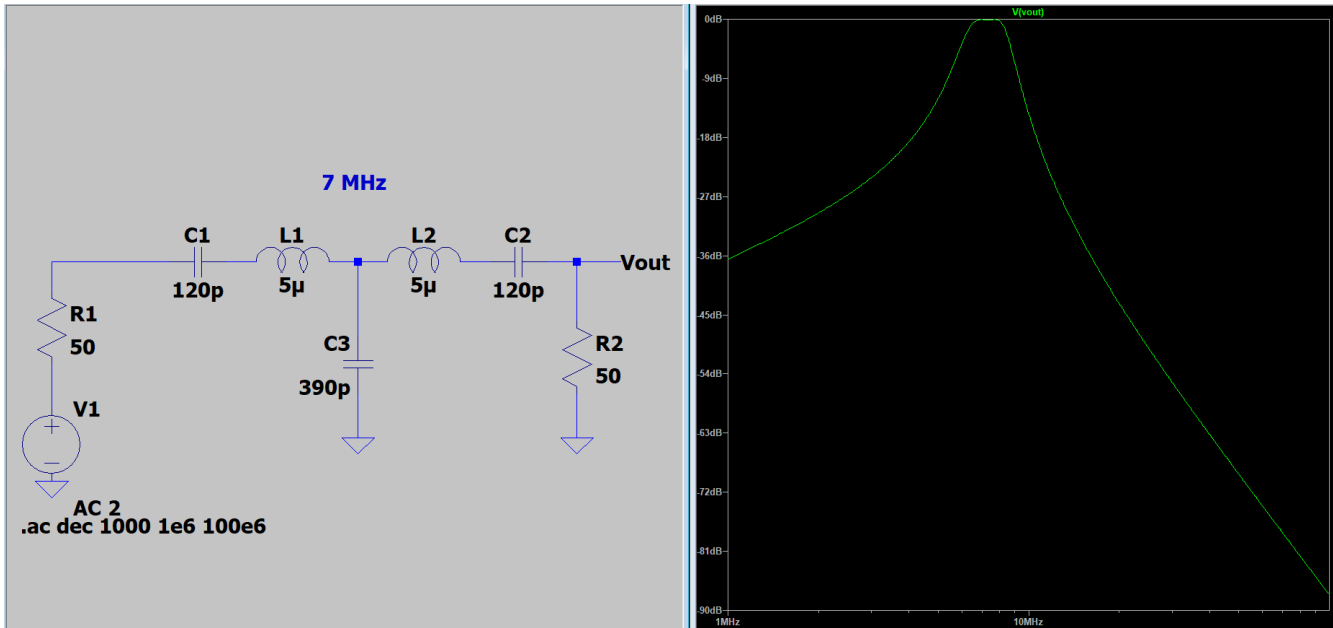 7 MHz
C1
L1
L2
C2
Vout
120p
5µ
5µ
120p
R1
50
C3
390p
R2
50
V1
AC 2
.ac dec 1000 1e6 100e6
V(vout)
0dB
-9dB
-18dB
-27dB
-36dB
-45dB
-54dB
-63dB
-72dB
-81dB
-90dB
1MHz
10MHz